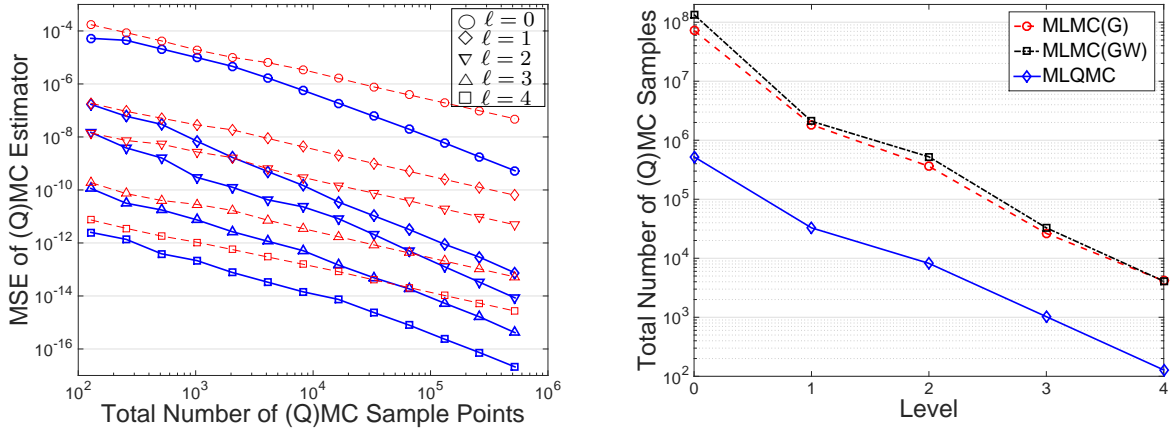 MSE of (Q)MC Estimator
10^-4
10^-6
10^-8
10^-10
10^-12
10^-14
10^-16
ℓ = 0
ℓ = 1
ℓ = 2
ℓ = 3
ℓ = 4
10^2 10^3 10^4 10^5 10^6
Total Number of (Q)MC Sample Points
Total Number of (Q)MC Samples
10^8
10^7
10^6
10^5
10^4
10^3
10^2
MLMC(G)
MLMC(GW)
MLQMC
0 1 2 3 4
Level